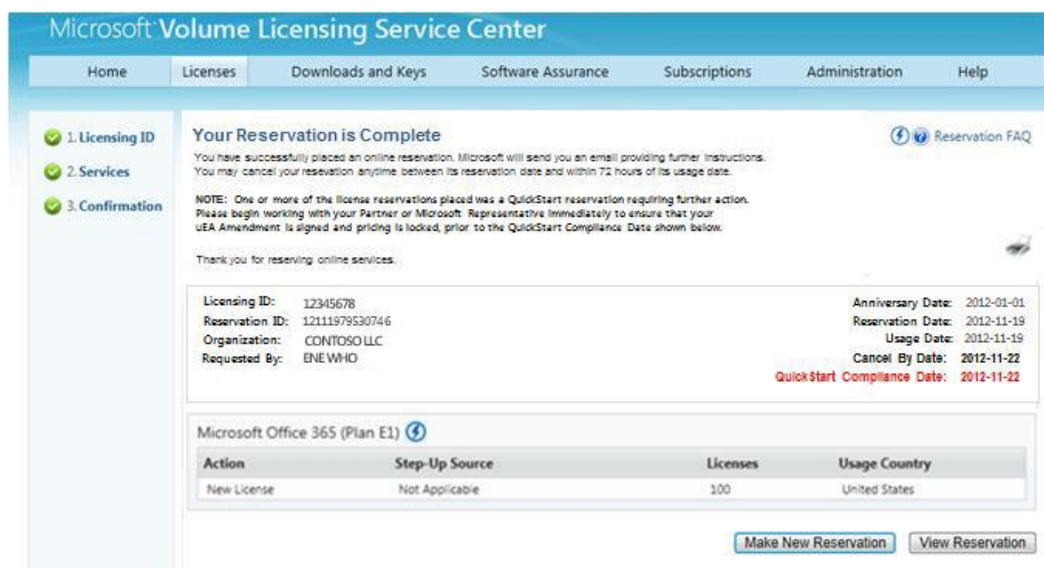 Microsoft Volume Licensing Service Center
Home Licenses Downloads and Keys Software Assurance Subscriptions Administration Help
1. Licensing ID
2. Services
3. Confirmation
Your Reservation is Complete
Reservation FAQ
You have successfully placed an online reservation. Microsoft will send you an email providing further instructions.
You may cancel your resevation anytime between its reservation date and within 72 hours of its usage date.
NOTE: One or more of the license reservations placed was a QuickStart reservation requiring further action.
Please begin working with your Partner or Microsoft Representative immediately to ensure that your
uEA Amendment is signed and pricing is locked, prior to the QuickStart Compliance Date shown below.
Thank you for reserving online services.
Licensing ID: 12345678
Reservation ID: 12111979530746
Organization: CONTOSO LLC
Requested By: ENE WHO
Anniversary Date: 2012-01-01
Reservation Date: 2012-11-19
Usage Date: 2012-11-19
Cancel By Date: 2012-11-22
QuickStart Compliance Date: 2012-11-22
Microsoft Office 365 (Plan E1)
Action Step-Up Source Licenses Usage Country
New License Not Applicable 100 United States
Make New Reservation View Reservation